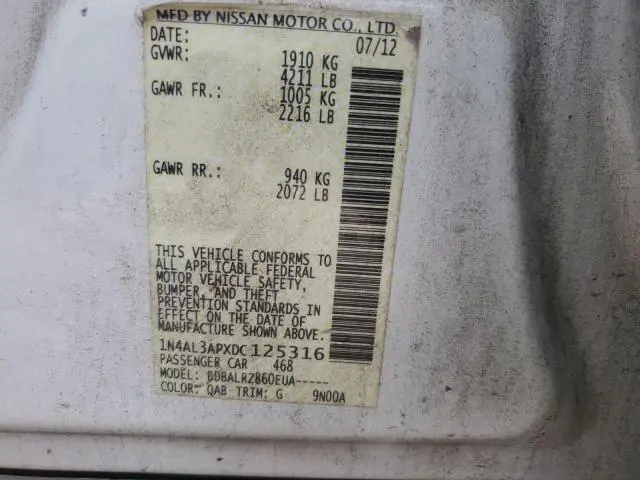 MFD BY NISSAN MOTOR CO., LTD.
DATE: 07/12
GVWR: 1910 KG
4211 LB
GAWR FR.: 1005 KG
2216 LB
GAWR RR.: 940 KG
2072 LB
THIS VEHICLE CONFORMS TO
ALL APPLICABLE FEDERAL
MOTOR VEHICLE SAFETY,
BUMPER, AND THEFT
PREVENTION STANDARDS IN
EFFECT ON THE DATE OF
MANUFACTURE SHOWN ABOVE.
1N4AL3APXDC125316
PASSENGER CAR 468
MODEL: BDBALRZ860EUA------
COLOR: QAB TRIM: G 9N00A